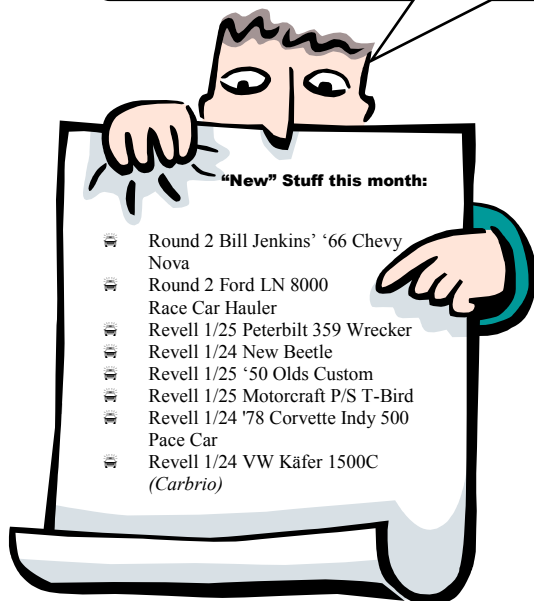 “New” Stuff this month:
Round 2 Bill Jenkins’ ‘66 Chevy
Nova
Round 2 Ford LN 8000
Race Car Hauler
Revell 1/25 Peterbilt 359 Wrecker
Revell 1/24 New Beetle
Revell 1/25 ‘50 Olds Custom
Revell 1/25 Motorcraft P/S T-Bird
Revell 1/24 '78 Corvette Indy 500
Pace Car
Revell 1/24 VW Käfer 1500C
(Carbrio)